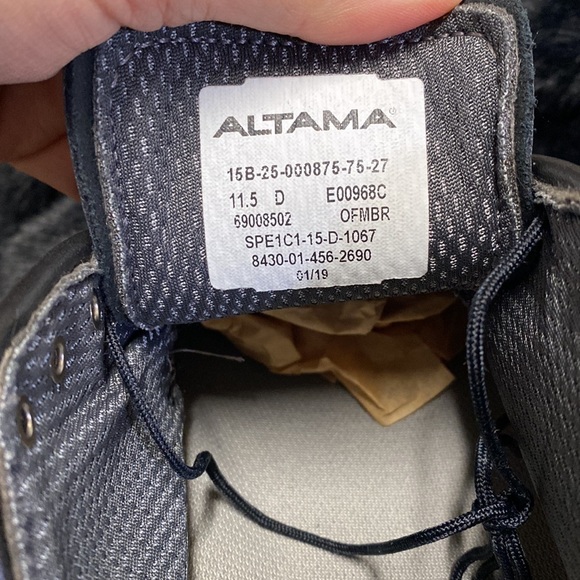 ALTAMA®
15B-25-000875-75-27
11.5 D E00968C
69008502 OFMBR
SPE1C1-15-D-1067
8430-01-456-2690
01/19